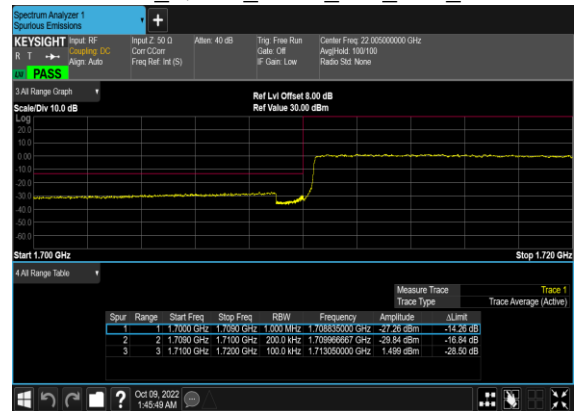 Spectrum Analyzer 1
Spurious Emissions
KEYSIGHT Input: RF Input Z: 50 Ω Atten: 40 dB Trig: Free Run Center Freq: 22.005000000 GHz
R T Coupling: DC Corr CCorr Gate: Off Avg|Hold: 100/100
Align: Auto Freq Ref: Int (S) IF Gain: Low Radio Std: None
PASS
3 All Range Graph
Ref Lvl Offset 8.00 dB
Scale/Div 10.0 dB Ref Value 30.00 dBm
Log
20.0
10.0
0.00
-10.0
-20.0
-30.0
-40.0
-50.0
-60.0
Start 1.700 GHz Stop 1.720 GHz
4 All Range Table
Measure Trace Trace 1
Trace Type Trace Average (Active)
Spur Range Start Freq Stop Freq RBW Frequency Amplitude ΔLimit
1 1 1.7000 GHz 1.7090 GHz 1.000 MHz 1.708835000 GHz -27.26 dBm -14.26 dB
2 2 1.7090 GHz 1.7100 GHz 200.0 kHz 1.709966667 GHz -29.84 dBm -16.84 dB
3 3 1.7100 GHz 1.7200 GHz 100.0 kHz 1.713050000 GHz 1.499 dBm -28.50 dB
? Oct 09, 2022
1:45:49 AM